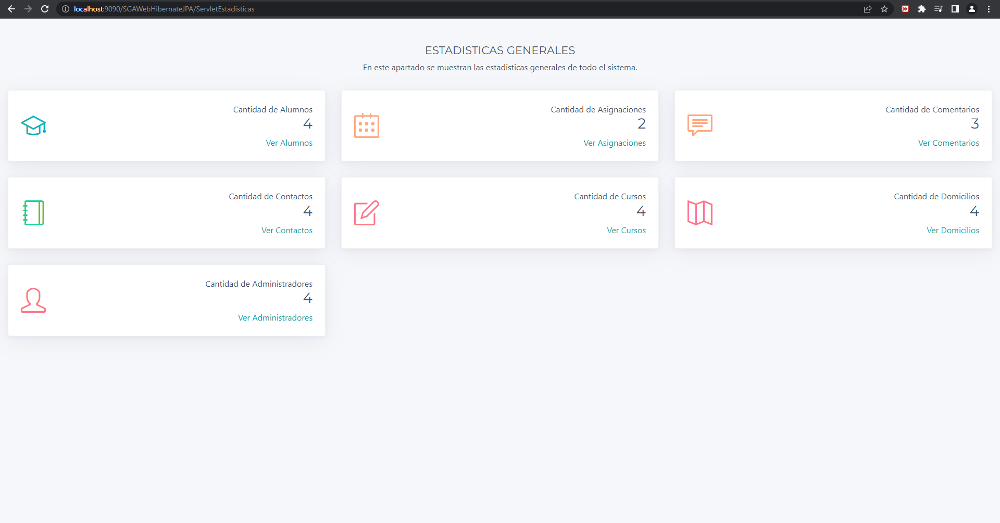 localhost:9090/SGAWebHibernateJPA/ServletEstadisticas
ESTADISTICAS GENERALES
En este apartado se muestran las estadisticas generales de todo el sistema.
Cantidad de Alumnos
4
Ver Alumnos
Cantidad de Asignaciones
2
Ver Asignaciones
Cantidad de Comentarios
3
Ver Comentarios
Cantidad de Contactos
4
Ver Contactos
Cantidad de Cursos
4
Ver Cursos
Cantidad de Domicilios
4
Ver Domicilios
Cantidad de Administradores
4
Ver Administradores